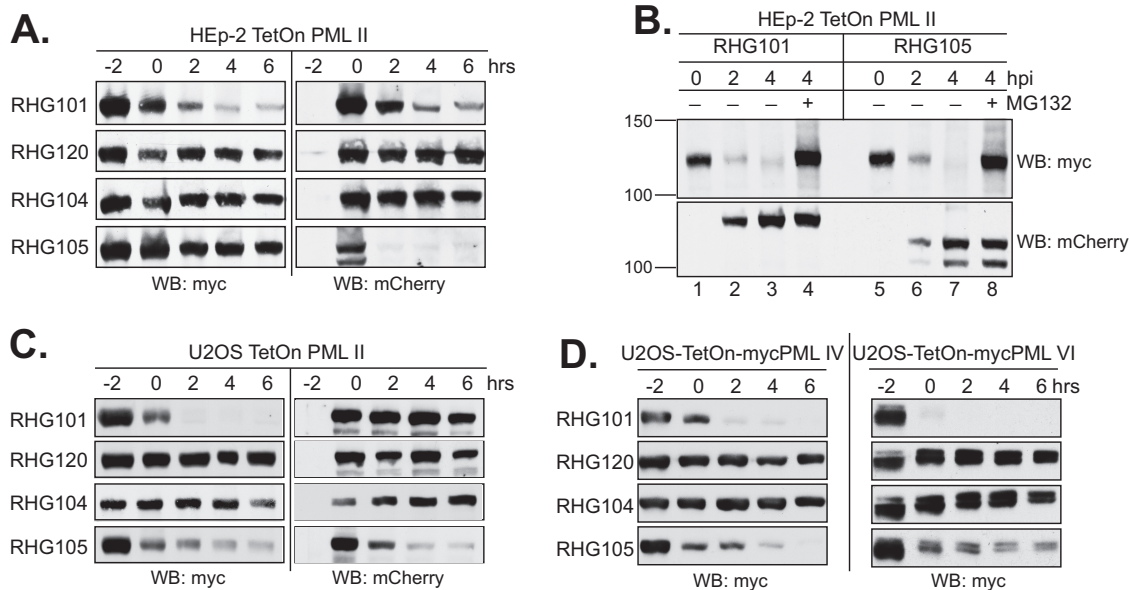 A.
HEp-2 TetOn PML II
-2 0 2 4 6 -2 0 2 4 6 hrs
RHG101
RHG120
RHG104
RHG105
WB: myc WB: mCherry
B.
HEp-2 TetOn PML II
RHG101 RHG105
0 2 4 4 0 2 4 4 hpi
– – – + – – – + MG132
150
WB: myc
100
WB: mCherry
100
1 2 3 4 5 6 7 8
C.
U2OS TetOn PML II
-2 0 2 4 6 -2 0 2 4 6 hrs
RHG101
RHG120
RHG104
RHG105
WB: myc WB: mCherry
D.
U2OS-TetOn-mycPML IV U2OS-TetOn-mycPML VI
-2 0 2 4 6 -2 0 2 4 6 hrs
RHG101
RHG120
RHG104
RHG105
WB: myc WB: myc